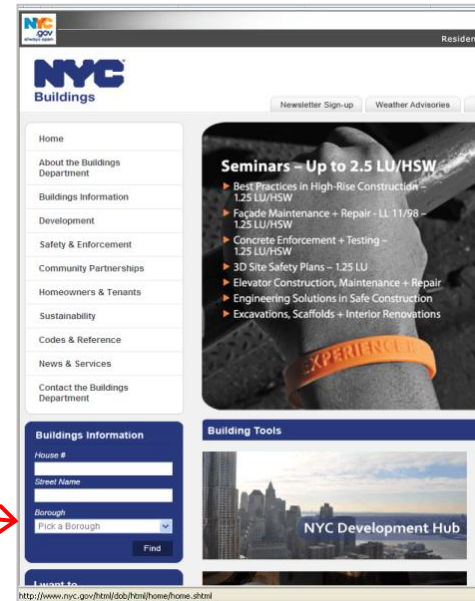 NYC
.gov
always open
Residen
NYC
Buildings
Newsletter Sign-up
Weather Advisories
Home
About the Buildings
Department
Buildings Information
Development
Safety & Enforcement
Community Partnerships
Homeowners & Tenants
Sustainability
Codes & Reference
News & Services
Contact the Buildings
Department
Seminars – Up to 2.5 LU/HSW
Best Practices in High-Rise Construction –
1.25 LU/HSW
Façade Maintenance + Repair - LL 11/98 –
1.25 LU/HSW
Concrete Enforcement + Testing –
1.25 LU/HSW
3D Site Safety Plans – 1.25 LU
Elevator Construction, Maintenance + Repair
Engineering Solutions in Safe Construction
Excavations, Scaffolds + Interior Renovations
EXPERIENCE I
Buildings Information
House #
Street Name
Borough
Pick a Borough
Find
I want to
Building Tools
NYC Development Hub
http://www.nyc.gov/html/dob/html/home/home.shtml